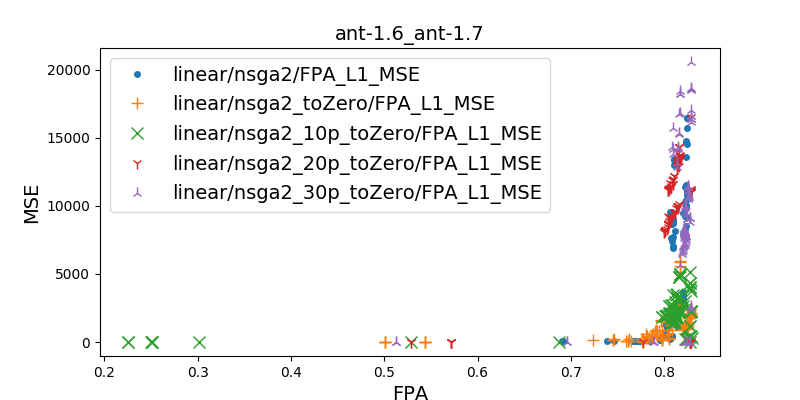 ant-1.6_ant-1.7
linear/nsga2/FPA_L1_MSE
linear/nsga2_toZero/FPA_L1_MSE
linear/nsga2_10p_toZero/FPA_L1_MSE
linear/nsga2_20p_toZero/FPA_L1_MSE
linear/nsga2_30p_toZero/FPA_L1_MSE
MSE
20000
15000
10000
5000
0
0.2 0.3 0.4 0.5 0.6 0.7 0.8
FPA